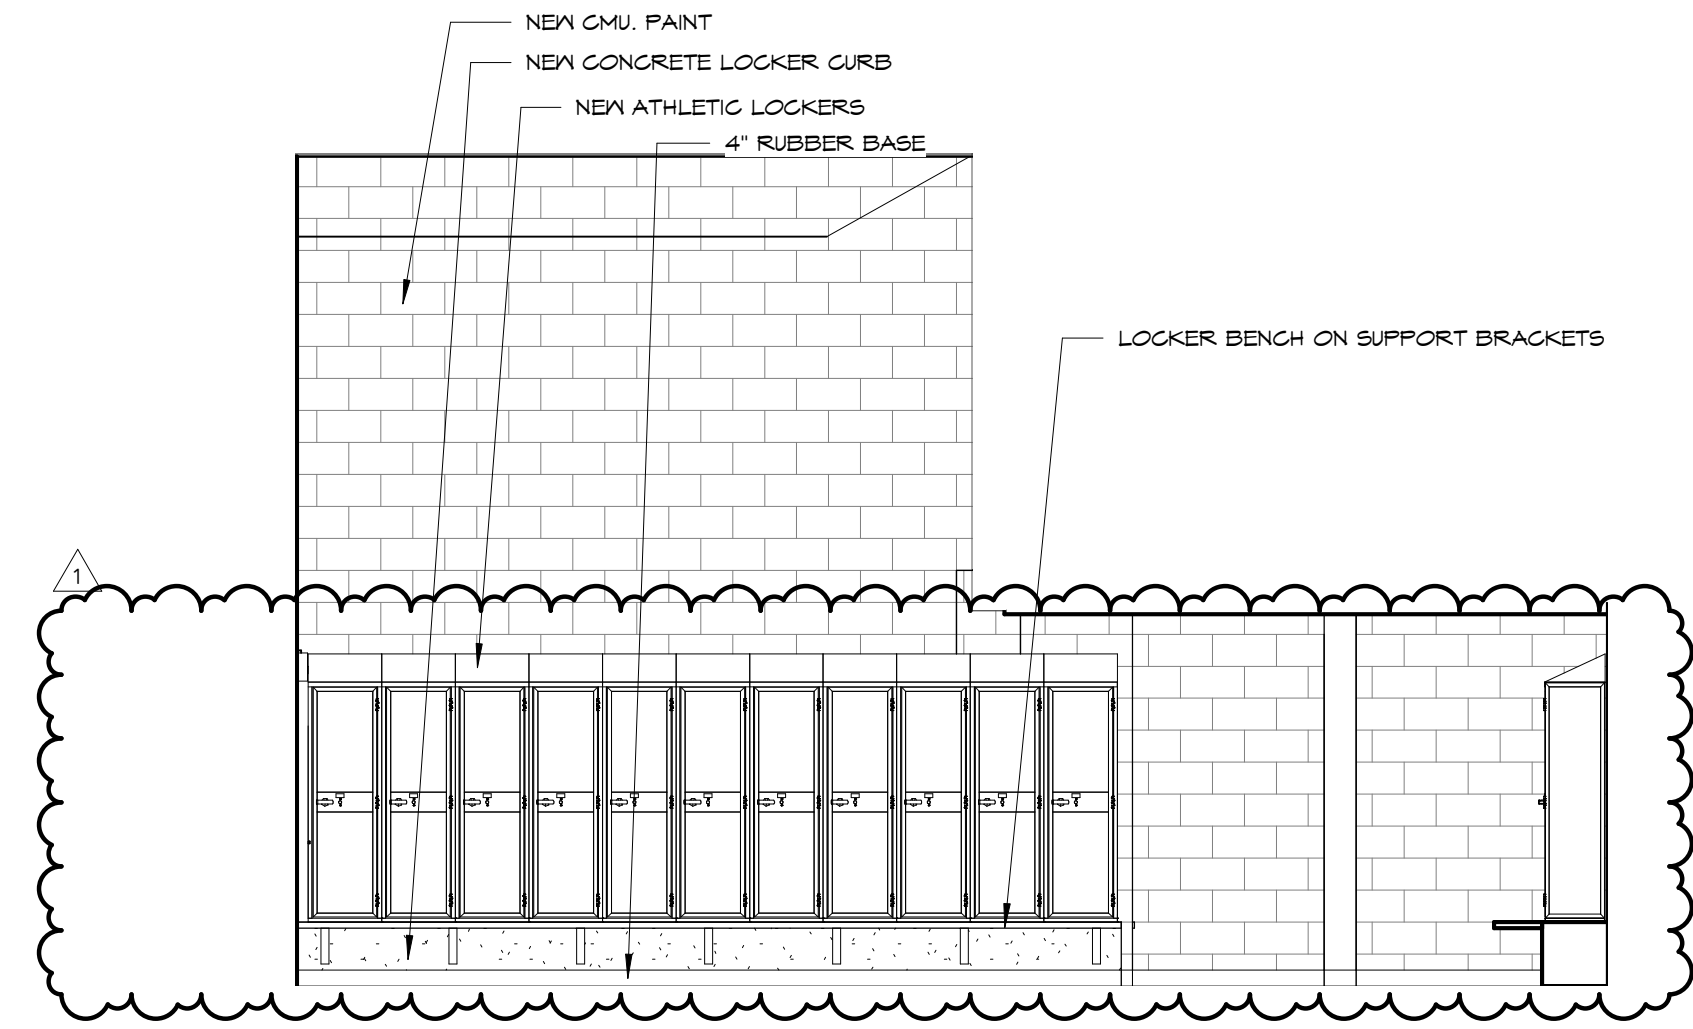 NEW CMU. PAINT
NEW CONCRETE LOCKER CURB
NEW ATHLETIC LOCKERS
4" RUBBER BASE
LOCKER BENCH ON SUPPORT BRACKETS
1